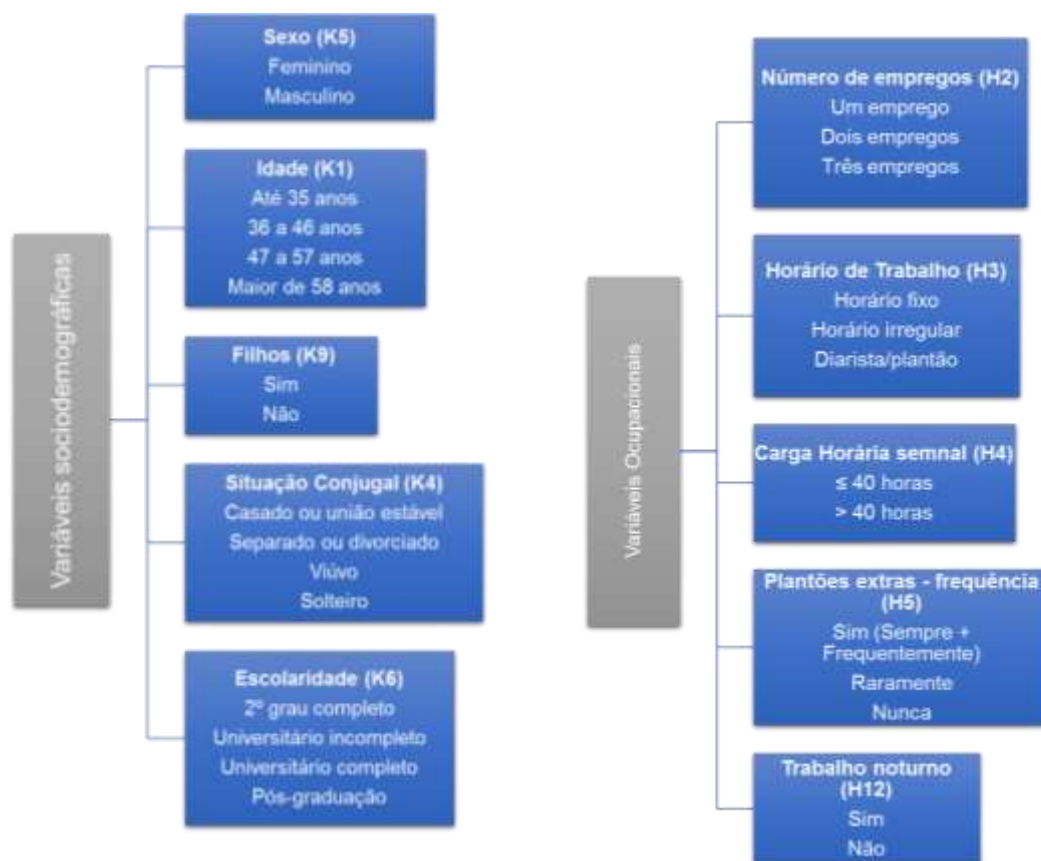 Variáveis sociodemográficas
Sexo (K5)
Feminino
Masculino
Idade (K1)
Até 35 anos
36 a 46 anos
47 a 57 anos
Maior de 58 anos
Filhos (K9)
Sim
Não
Situação Conjugal (K4)
Casado ou união estável
Separado ou divorciado
Viúvo
Solteiro
Escolaridade (K6)
2º grau completo
Universitário incompleto
Universitário completo
Pós-graduação
Variáveis Ocupacionais
Número de empregos (H2)
Um emprego
Dois empregos
Três empregos
Horário de Trabalho (H3)
Horário fixo
Horário irregular
Diarista/plantão
Carga Horária semnal (H4)
≤ 40 horas
> 40 horas
Plantões extras - frequência
(H5)
Sim (Sempre +
Frequentemente)
Raramente
Nunca
Trabalho noturno
(H12)
Sim
Não